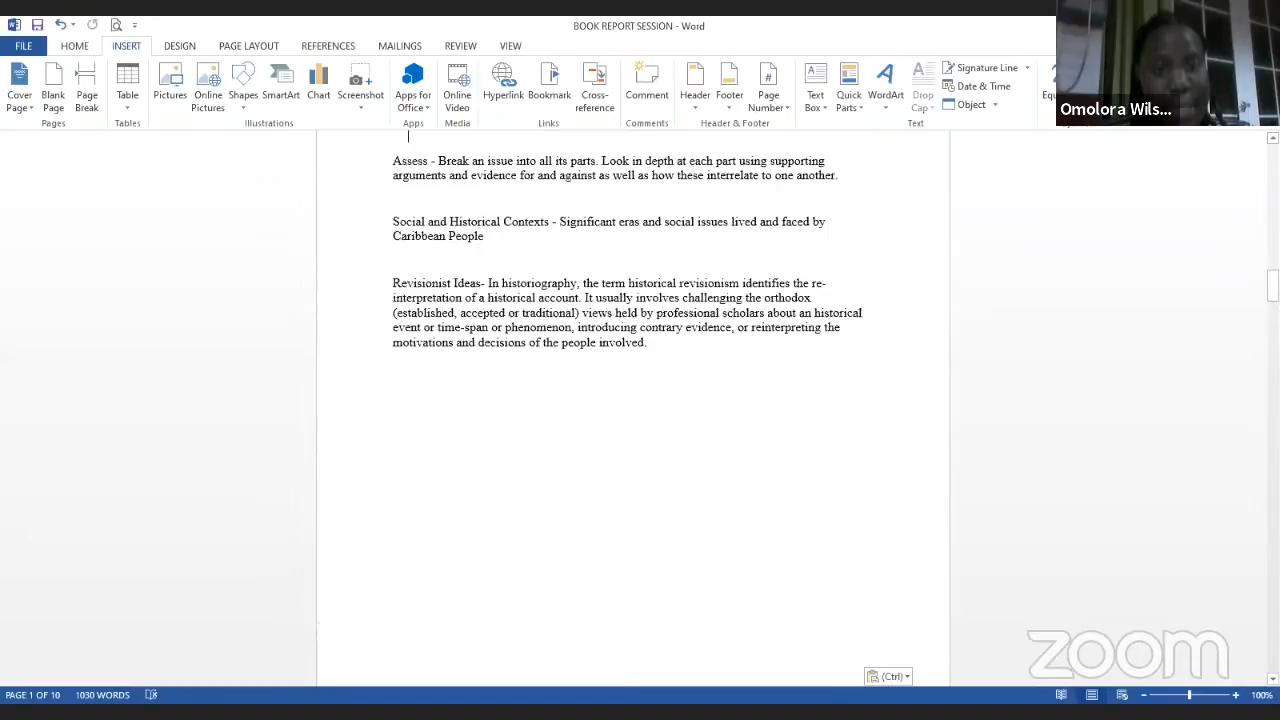 BOOK REPORT SESSION - Word
FILE
HOME
INSERT
DESIGN
PAGE LAYOUT
REFERENCES
MAILINGS
REVIEW
VIEW
Cover
Page
Blank
Page
Page
Break
Table
Pictures
Online
Pictures
Shapes
SmartArt
Chart
Screenshot
Apps for
Office
Online
Video
Hyperlink
Bookmark
Cross-
reference
Comment
Header
Footer
Page
Number
Text
Box
Quick
Parts
WordArt
Drop
Cap
Signature Line
Date & Time
Object
Pages
Tables
Illustrations
Apps
Media
Links
Comments
Header & Footer
Text
Omolora Wils...
Assess - Break an issue into all its parts. Look in depth at each part using supporting
arguments and evidence for and against as well as how these interrelate to one another.
Social and Historical Contexts - Significant eras and social issues lived and faced by
Caribbean People
Revisionist Ideas- In historiography, the term historical revisionism identifies the re-
interpretation of a historical account. It usually involves challenging the orthodox
(established, accepted or traditional) views held by professional scholars about an historical
event or time-span or phenomenon, introducing contrary evidence, or reinterpreting the
motivations and decisions of the people involved.
zoom
(Ctrl)
PAGE 1 OF 10
1030 WORDS
100%